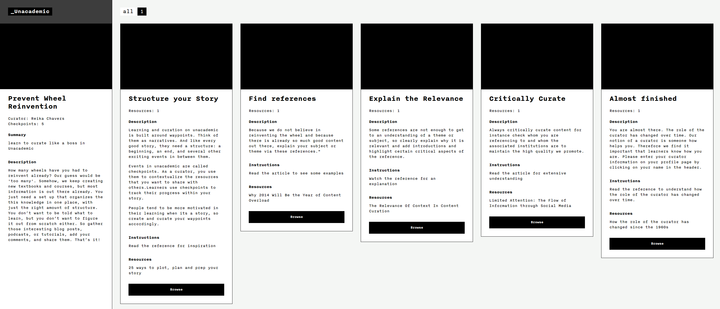 _Unacademic
all
Prevent Wheel
Reinvention
Curator: Reina Chavera
Checkpoints: 5
Summary
learn to curate like a boss in
unacademic
Description
How many wheels have you had to
reinvent already? Our guess would be
"too many". Somehow, we keep creating
new textbooks and courses, but most
information is out there already. You
just need a set up that organizes the
this knowledge in one place, with
just the right amount of structure.
You don't want to be told what to
learn, but you don't want to figure
it out from scratch either. So gather
those interesting blog posts,
podcasts, or tutorials, add your
comments, and share them. That's it!
Structure your Story
Resources: 1
Description
Learning and curation on unacademic
is built around waypoints. Think of
them as narratives. And like every
good story, they need a structure: a
beginning, an end, and several other
exciting events in between them.
Events in unacademic are called
checkpoints. As a curator, you use
them to contextualize the resources
that you want to share with
others. Learners use checkpoints to
track their progress within your
story.
People tend to be more motivated in
their learning when its a story, so
create and curate your waypoints
accordingly.
Instructions
Read the reference for inspiration
Resources
25 ways to plot, plan and prep your
story
Browse
Find references
Resources: 1
Description
Because we do not believe in
reinventing the wheel and because
there is already so much good content
out there, explain your subject or
theme via these references."
Instructions
Read the article to see some examples
Resources
Why 2014 Will Be the Year of Content
Overload
Browse
Explain the Relevance
Resources: 1
Description
Some references are not enough to get
to an understanding of a theme or
subject, so clearly explain why it is
relevant and add introductions and
highlight certain critical aspects of
the reference.
Instructions
Watch the reference for an
explanation
Resources
The Relevance Of Content In Content
Curation
Browse
Critically Curate
Resources: 1
Description
Always critically curate content for
instance check whom you are
referencing to and whom the
associated institutions are to
maintain the high quality we promote.
Instructions
Read the article for extensive
understanding
Resources
Limited Attention: The Flow of
Information through Social Media
Browse
Almost finished
Resources: 1
Description
You are almost there. The role of the
curator has changed over time. Our
notion of a curator is someone who
helps you. Therefore we find it
important that learners know how you
are. Please enter your curator
information on your profile page by
clicking on your name in the header.
Instructions
Read the reference to understand how
the role of the curator has changed
over time.
Resources
How the role of the curator has
changed since the 1980s
Browse